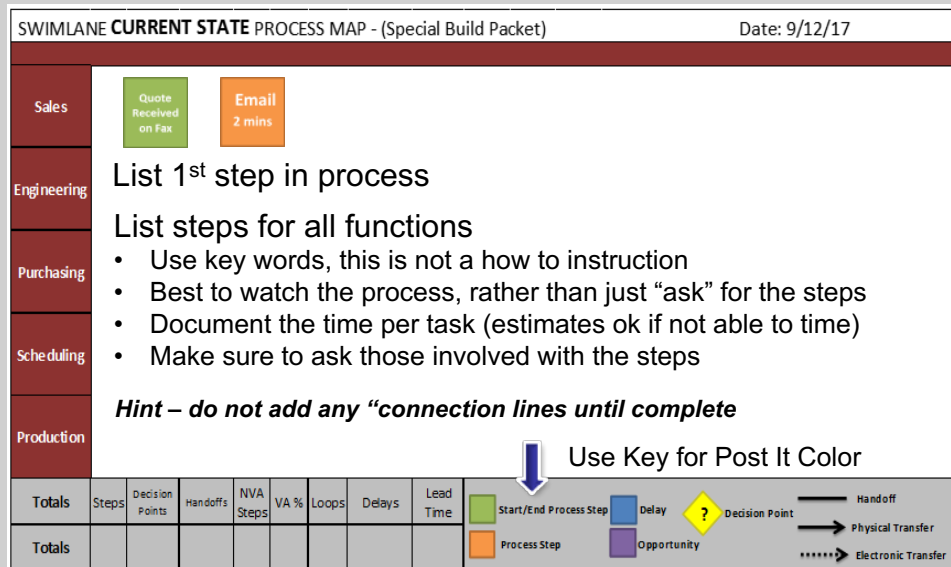 SWIMLANE CURRENT STATE PROCESS MAP - (Special Build Packet) Date: 9/12/17
Sales
Quote
Received
on Fax
Email
2 mins
List 1st step in process
Engineering
List steps for all functions
• Use key words, this is not a how to instruction
Purchasing
• Best to watch the process, rather than just “ask” for the steps
• Document the time per task (estimates ok if not able to time)
Scheduling
• Make sure to ask those involved with the steps
Hint – do not add any “connection lines until complete
Production
Use Key for Post It Color
Totals
Steps
Decision
Points
Handoffs
NVA
Steps
VA %
Loops
Delays
Lead
Time
Start/End Process Step
Delay
?
Decision Point
Handoff
Physical Transfer
Totals
Process Step
Opportunity
Electronic Transfer